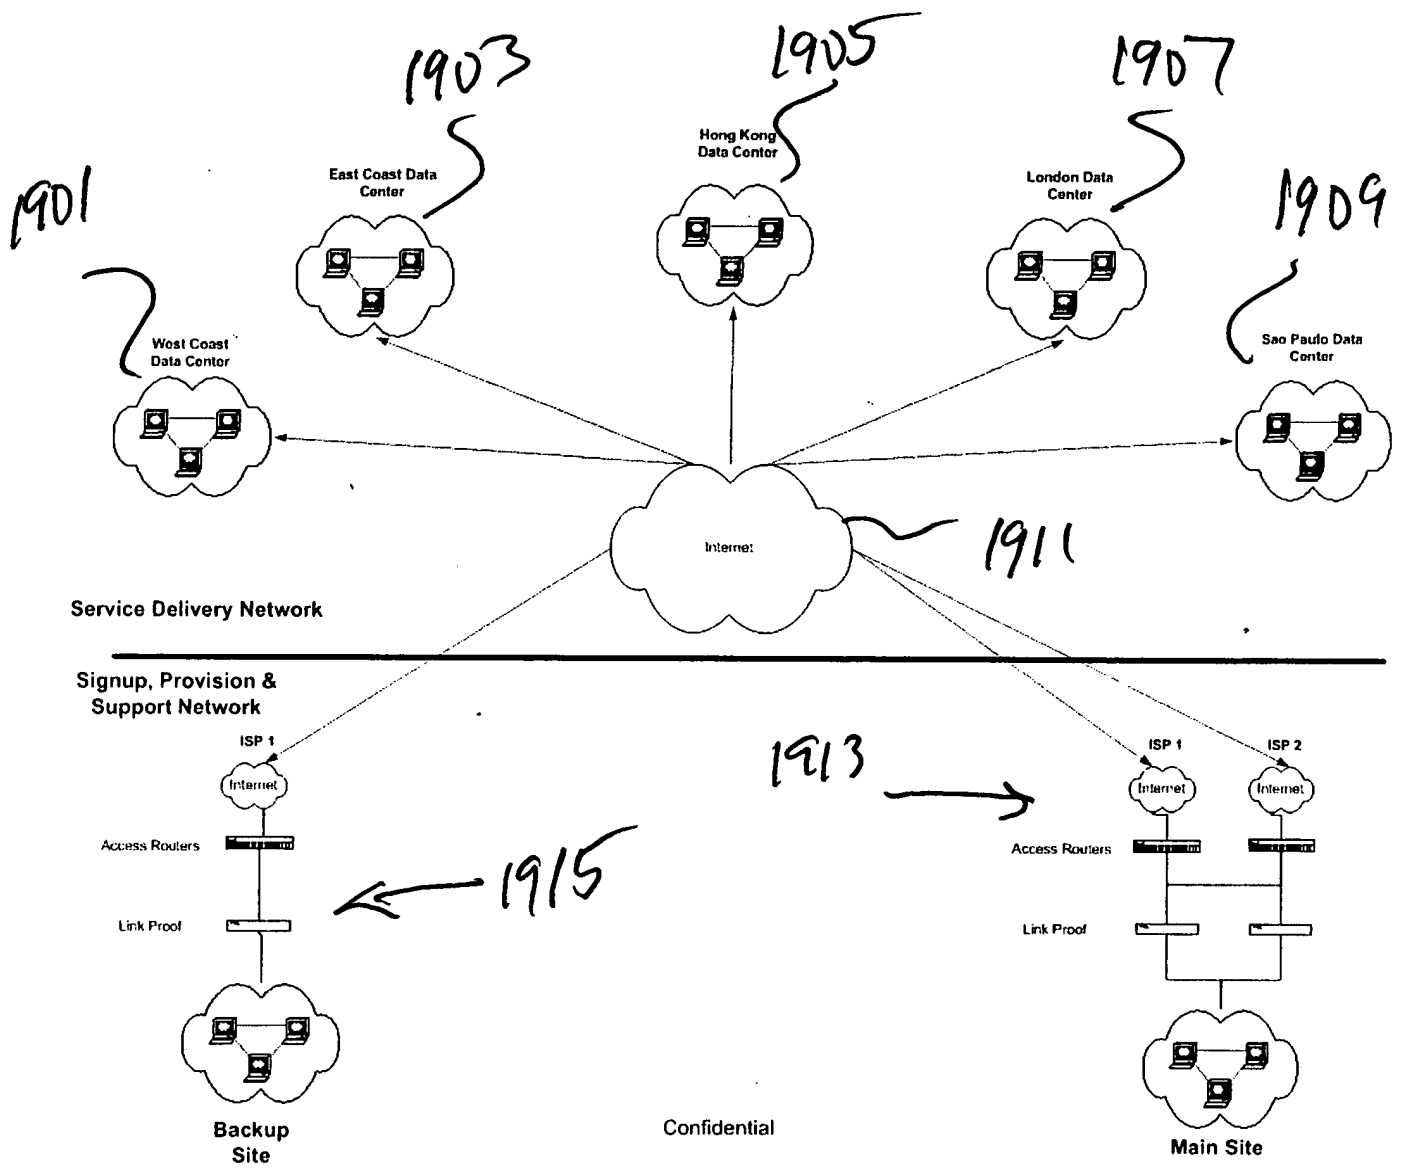 1903
1905
1907
Hong Kong
Data Center
East Coast Data
Center
London Data
Center
1901
1909
West Coast
Data Center
Sao Paulo Data
Center
Internet
1911
Service Delivery Network
Signup, Provision &
Support Network
ISP 1
1913
ISP 1
ISP 2
Internet
Internet
Internet
Access Routers
Access Routers
1915
Link Proof
Link Proof
Backup
Site
Confidential
Main Site